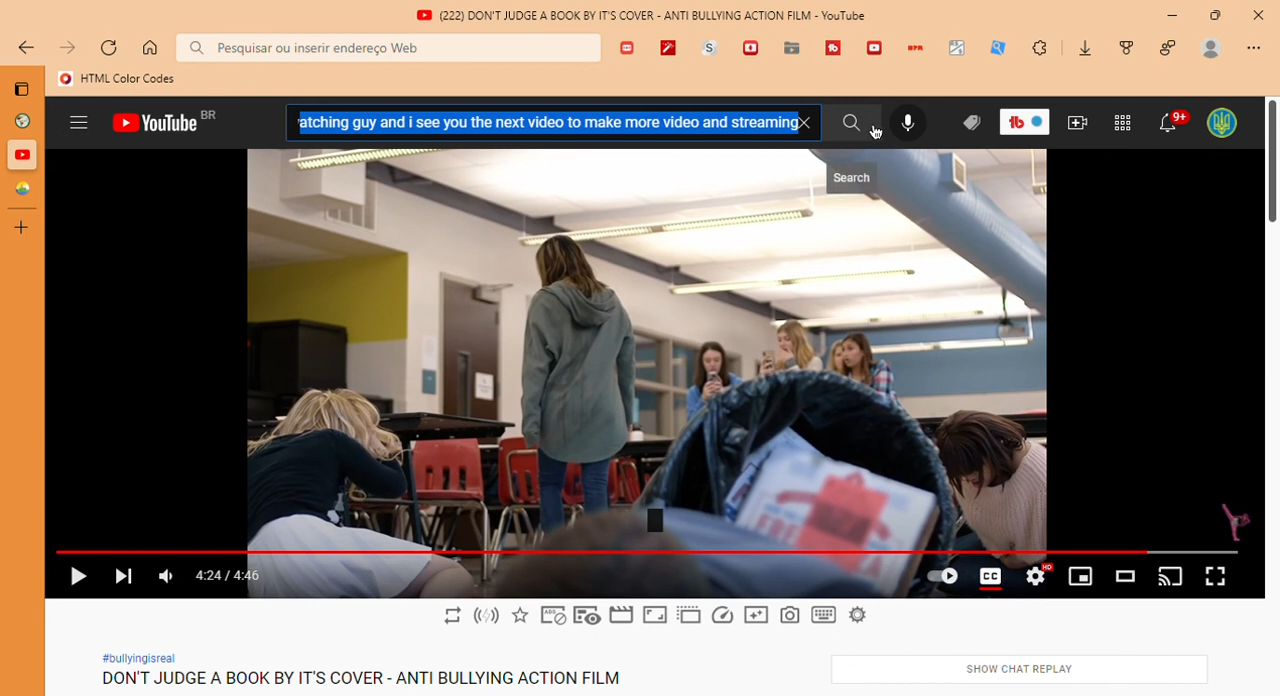 (222) DON'T JUDGE A BOOK BY IT'S COVER - ANTI BULLYING ACTION FILM - YouTube
Pesquisar ou inserir endereço Web
HTML Color Codes
YouTube BR
atching guy and i see you the next video to make more video and streaming
9+
Search
4:24 / 4:46
CC
HD
#bullyingisreal
DON'T JUDGE A BOOK BY IT'S COVER - ANTI BULLYING ACTION FILM
SHOW CHAT REPLAY